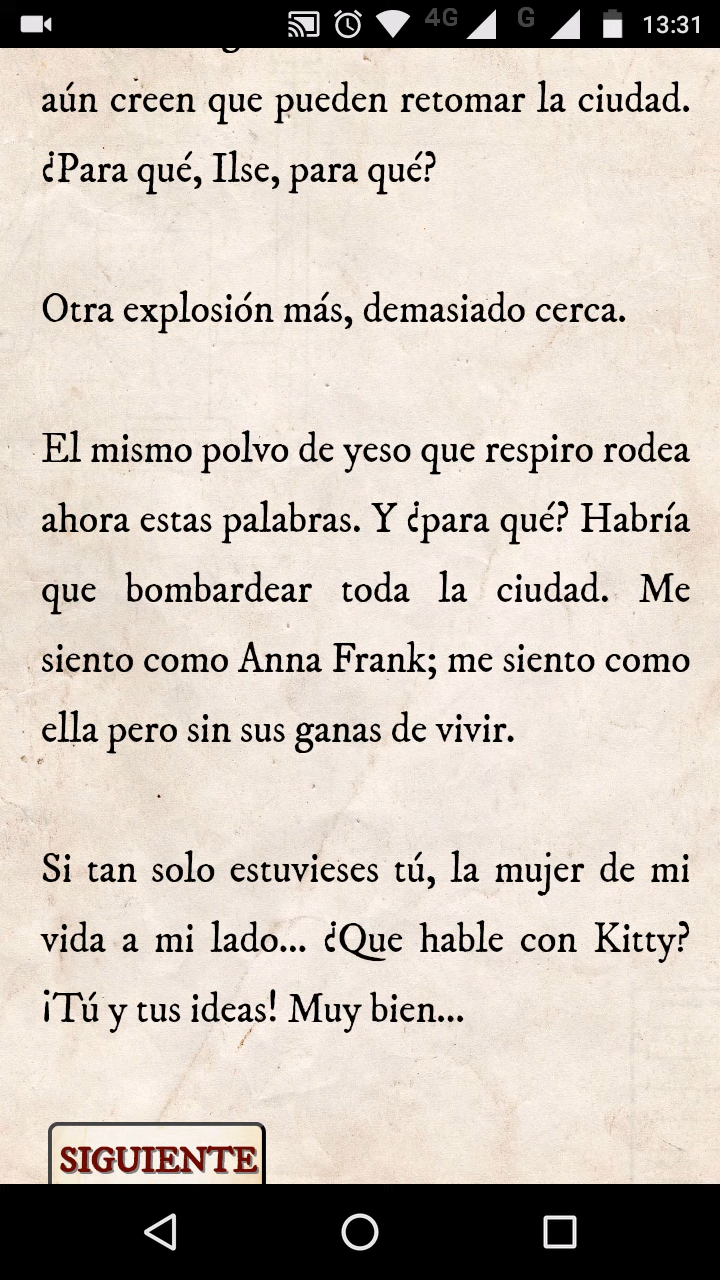 4G G 13:31
aún creen que pueden retomar la ciudad.
¿Para qué, Ilse, para qué?
Otra explosión más, demasiado cerca.
El mismo polvo de yeso que respiro rodea
ahora estas palabras. Y ¿para qué? Habría
que bombardear toda la ciudad. Me
siento como Anna Frank; me siento como
ella pero sin sus ganas de vivir.
Si tan solo estuvieses tú, la mujer de mi
vida a mi lado... ¿Que hable con Kitty?
¡Tú y tus ideas! Muy bien...
SIGUIENTE